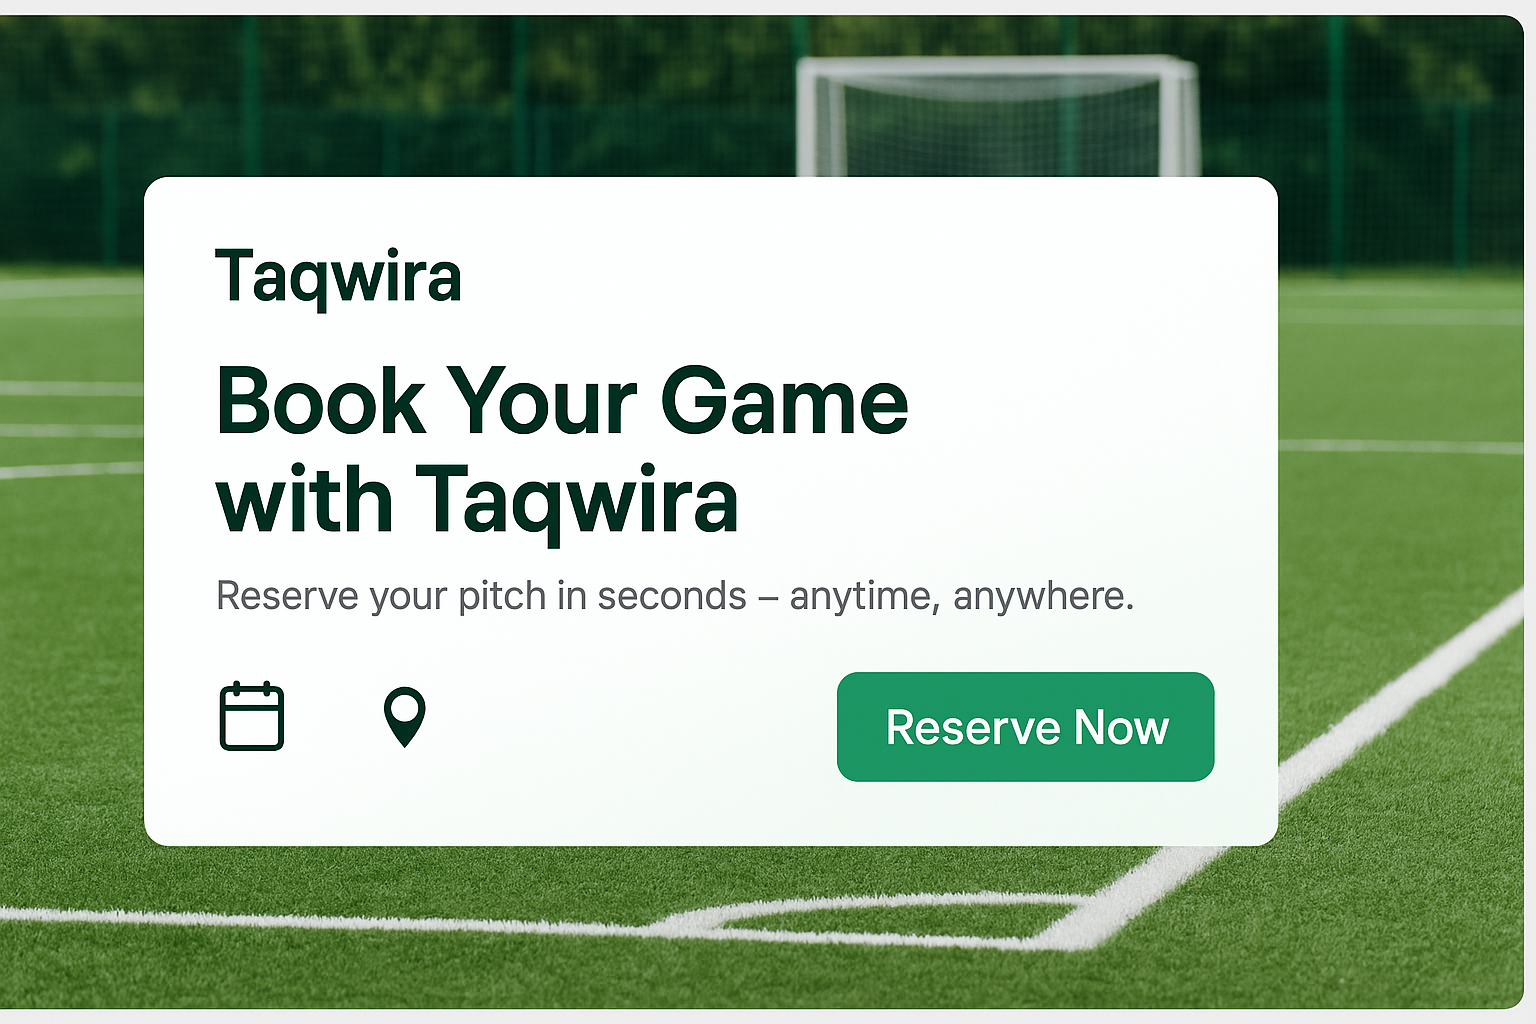 Taqwira
Book Your Game
with Taqwira
Reserve your pitch in seconds – anytime, anywhere.
Reserve Now